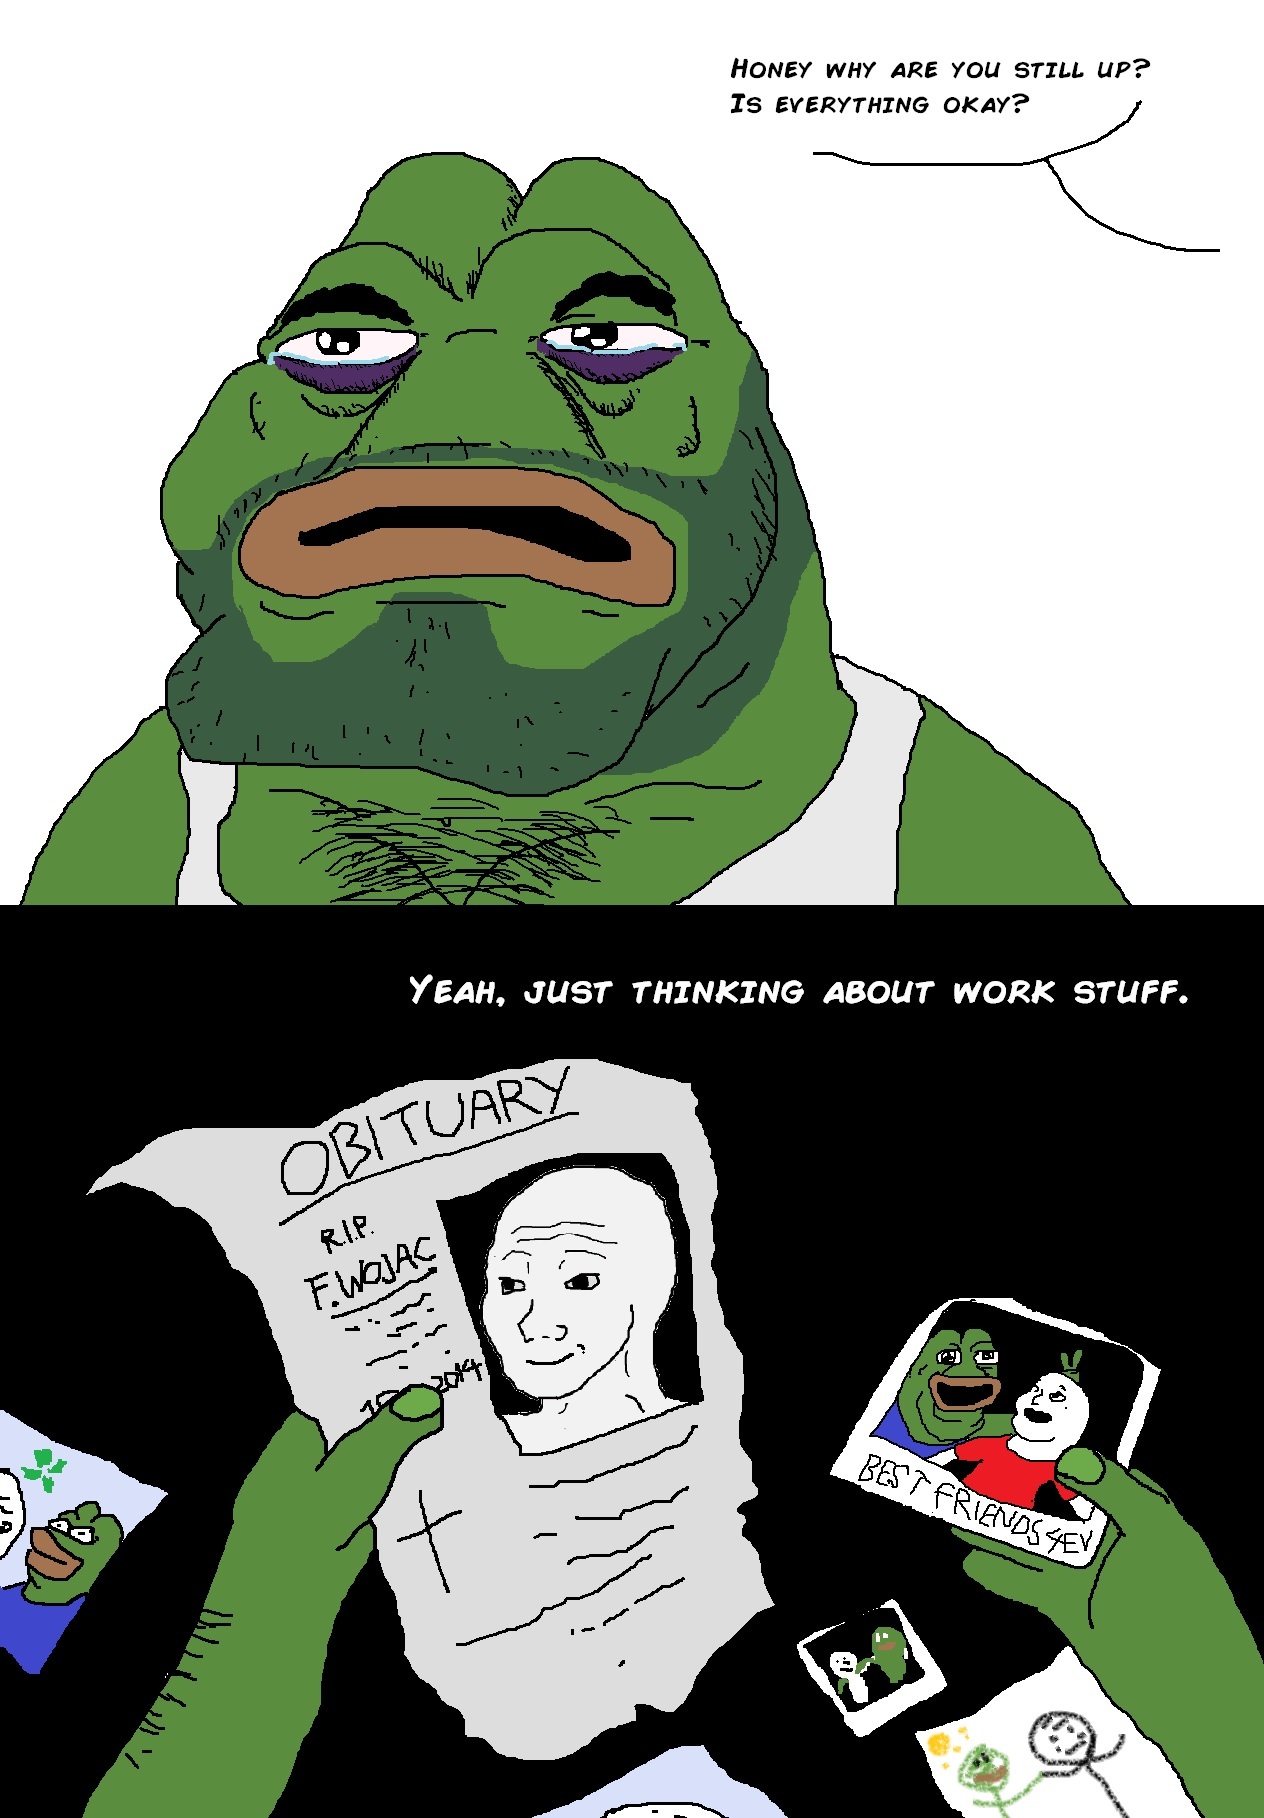 HONEY WHY ARE YOU STILL UP?
IS EVERYTHING OKAY?
YEAH, JUST THINKING ABOUT WORK STUFF.
OBITUARY
R.I.P.
F. WOJAC
2014
BEST FRIENDS 4EV